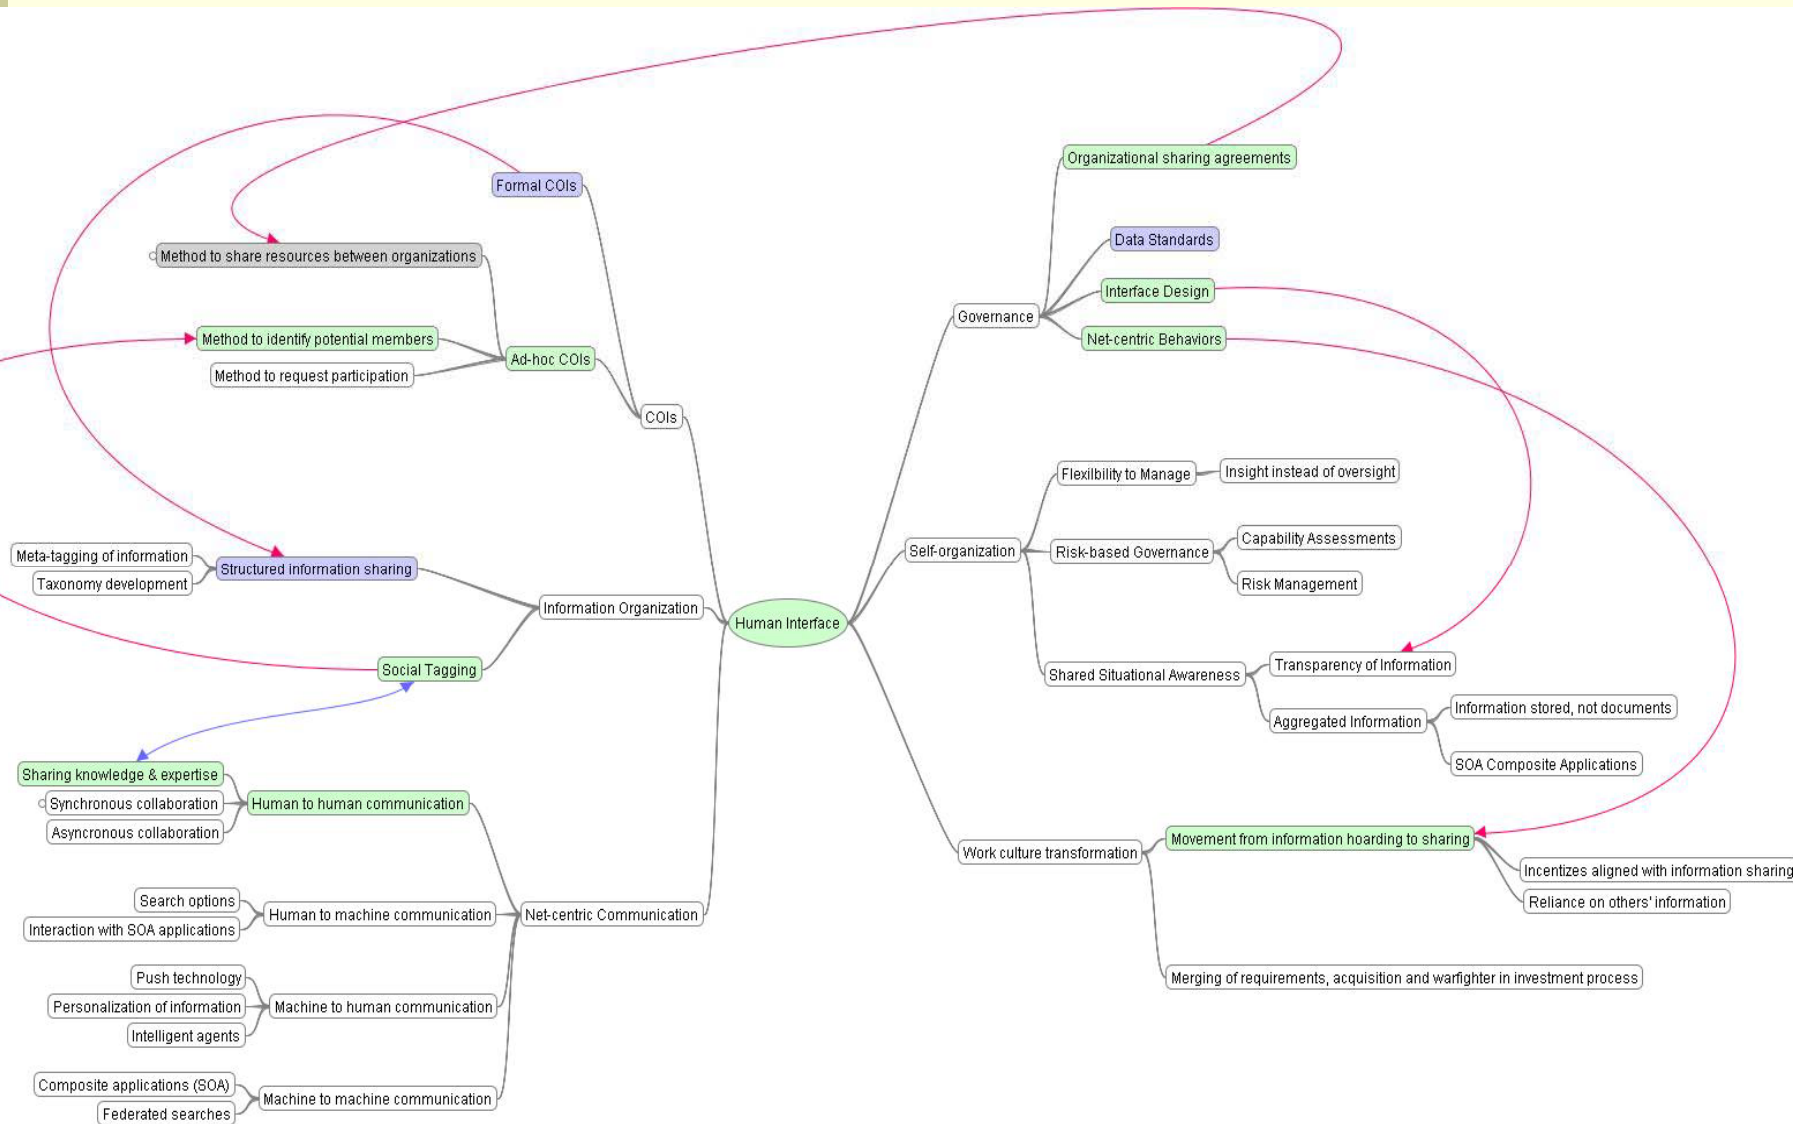 Organizational sharing agreements
Formal COIs
Data Standards
Method to share resources between organizations
Interface Design
Governance
Method to identify potential members
Net-centric Behaviors
Ad-hoc COIs
Method to request participation
COIs
Flexilbility to Manage
Insight instead of oversight
Capability Assessments
Self-organization
Risk-based Governance
Risk Management
Meta-tagging of information
Structured information sharing
Taxonomy development
Information Organization
Human Interface
Social Tagging
Transparency of Information
Shared Situational Awareness
Information stored, not documents
Aggregated Information
SOA Composite Applications
Sharing knowledge & expertise
Synchronous collaboration
Human to human communication
Asyncronous collaboration
Movement from information hoarding to sharing
Work culture transformation
Incentizes aligned with information sharing
Reliance on others' information
Search options
Human to machine communication
Net-centric Communication
Interaction with SOA applications
Merging of requirements, acquisition and warfighter in investment process
Push technology
Personalization of information
Machine to human communication
Intelligent agents
Composite applications (SOA)
Machine to machine communication
Federated searches